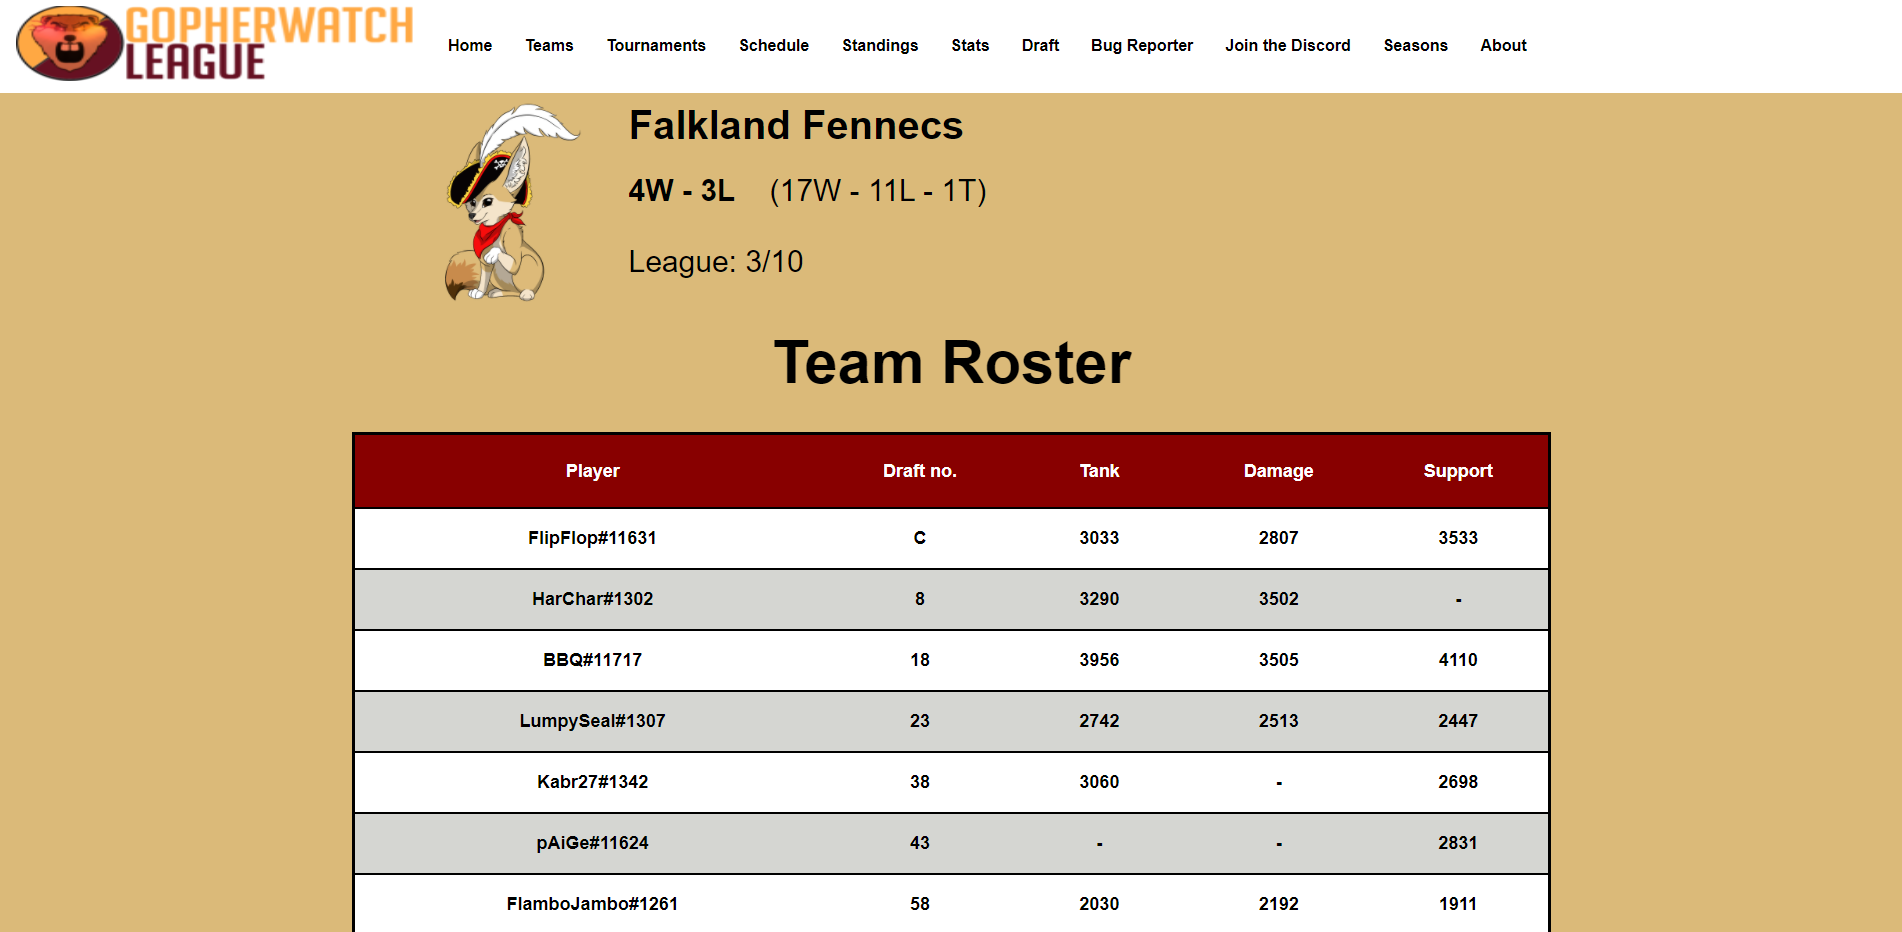 GOPHERWATCH
LEAGUE
Home Teams Tournaments Schedule Standings Stats Draft Bug Reporter Join the Discord Seasons About
Falkland Fennecs
4W - 3L (17W - 11L - 1T)
League: 3/10
Team Roster
Player Draft no. Tank Damage Support
FlipFlop#11631 C 3033 2807 3533
HarChar#1302 8 3290 3502 -
BBQ#11717 18 3956 3505 4110
LumpySeal#1307 23 2742 2513 2447
Kabr27#1342 38 3060 - 2698
pAiGe#11624 43 - - 2831
FlamboJambo#1261 58 2030 2192 1911